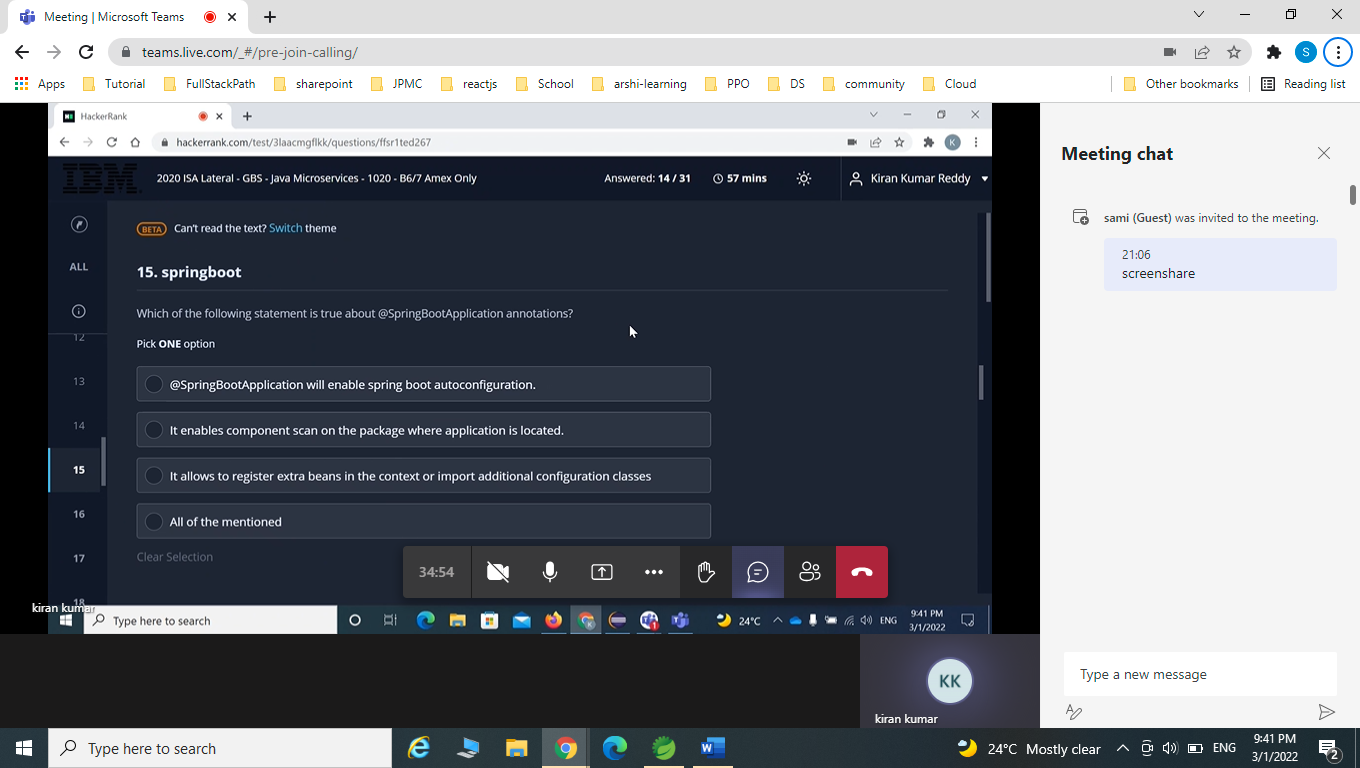 Meeting | Microsoft Teams
teams.live.com/_#/pre-join-calling/
S
Apps Tutorial FullStackPath sharepoint JPMC reactjs School arshi-learning PPO DS community Cloud Other bookmarks Reading list
HackerRank
hackerrank.com/test/3laacmgflkk/questions/ffsr1ted267
K
IBM 2020 ISA Lateral - GBS - Java Microservices - 1020 - B6/7 Amex Only Answered: 14 / 31 57 mins Kiran Kumar Reddy
BETA Can't read the text? Switch theme
ALL
15. springboot
Which of the following statement is true about @SpringBootApplication annotations?
12
Pick ONE option
13
@SpringBootApplication will enable spring boot autoconfiguration.
14
It enables component scan on the package where application is located.
15
It allows to register extra beans in the context or import additional configuration classes
16
All of the mentioned
17
Clear Selection
18
34:54
kiran kumar
Type here to search
24°C ENG
9:41 PM
3/1/2022
KK
kiran kumar
Meeting chat
sami (Guest) was invited to the meeting.
21:06
screenshare
Type a new message
Type here to search
24°C Mostly clear ENG
9:41 PM
3/1/2022
2